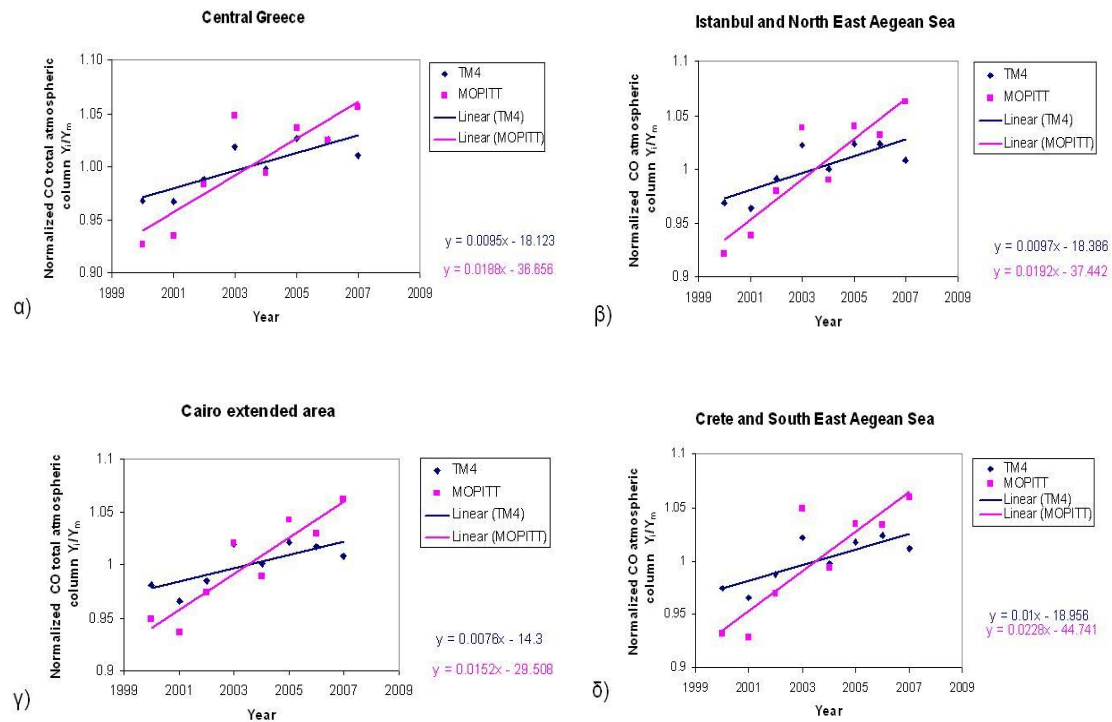 Central Greece
Normalized CO total atmospheric
column Yi/Ym
1.10
1.05
1.00
0.95
0.90
1999
2001
2003
2005
2007
2009
Year
TM4
MOPITT
Linear (TM4)
Linear (MOPITT)
y = 0.0095x - 18.123
y = 0.0188x - 36.656
α)
Istanbul and North East Aegean Sea
Normalized CO atmospheric
column Yi/Ym
1.1
1.05
1
0.95
0.9
1999
2001
2003
2005
2007
2009
Year
TM4
MOPITT
Linear (TM4)
Linear (MOPITT)
y = 0.0097x - 18.386
y = 0.0192x - 37.442
β)
Cairo extended area
Normalized CO total atmospheric
column Yi/Ym
1.1
1.05
1
0.95
0.9
1999
2001
2003
2005
2007
2009
Year
TM4
MOPITT
Linear (TM4)
Linear (MOPITT)
y = 0.0076x - 14.3
y = 0.0152x - 29.508
γ)
Crete and South East Aegean Sea
Normalized CO total atmospheric
column Yi/Ym
1.1
1.05
1
0.95
0.9
1999
2001
2003
2005
2007
2009
Year
TM4
MOPITT
Linear (TM4)
Linear (MOPITT)
y = 0.01x - 18.956
y = 0.0228x - 44.741
δ)